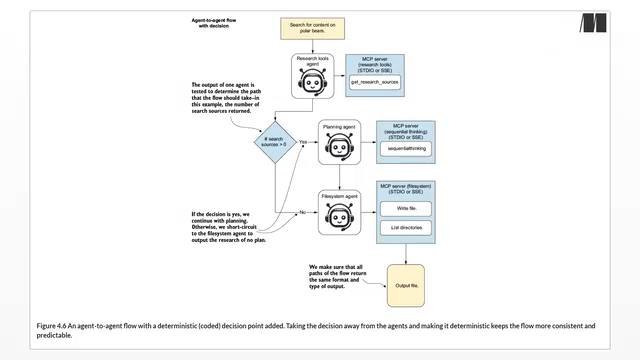 Agent-to-agent flow
with decision
Search for content on
polar beam.
Research tools
agent
MCP server
(research tools)
(STDIO or SSE)
get_research_sources
The output of one agent is
tested to determine the path
that the flow should take—in
this example, the number of
search sources returned.
# search
sources > 0
Yes
Planning agent
MCP server
(sequential thinking)
(STDIO or SSE)
sequentialthinking
Filesystem agent
MCP server (filesystem)
(STDIO or SSE)
Write file.
List directories.
No
If the decision is yes, we
continue with planning.
Otherwise, we short-circuit
to the filesystem agent to
output the research of no plan.
We make sure that all
paths of the flow return
the same format and
type of output.
Output file.
Figure 4.6 An agent-to-agent flow with a deterministic (coded) decision point added. Taking the decision away from the agents and making it deterministic keeps the flow more consistent and
predictable.